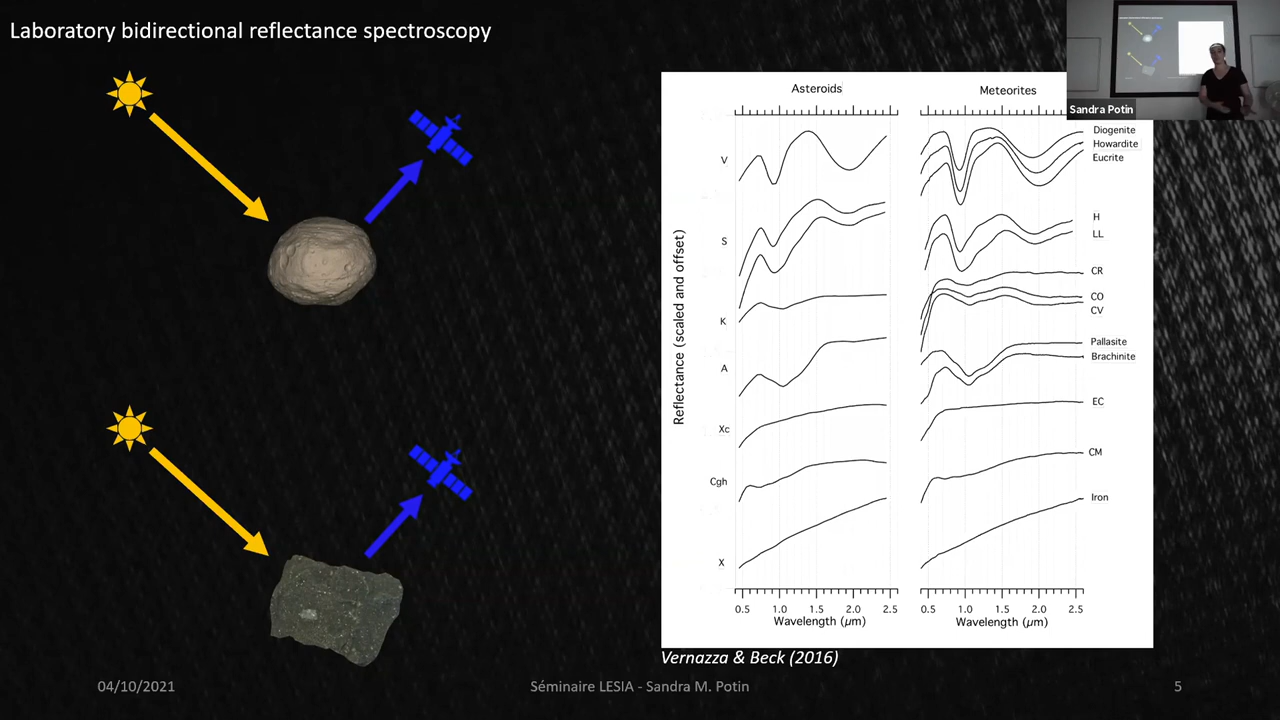 Laboratory bidirectional reflectance spectroscopy
Sandra Potin
Asteroids
Meteorites
Reflectance (scaled and offset)
V
S
K
A
Xc
Cgh
X
Diogenite
Howardite
Eucrite
H
LL
CR
CO
CV
Pallasite
Brachinite
EC
CM
Iron
0.5 1.0 1.5 2.0 2.5
Wavelength (μm)
0.5 1.0 1.5 2.0 2.5
Wavelength (μm)
Vernazza & Beck (2016)
04/10/2021
Séminaire LESIA - Sandra M. Potin
5